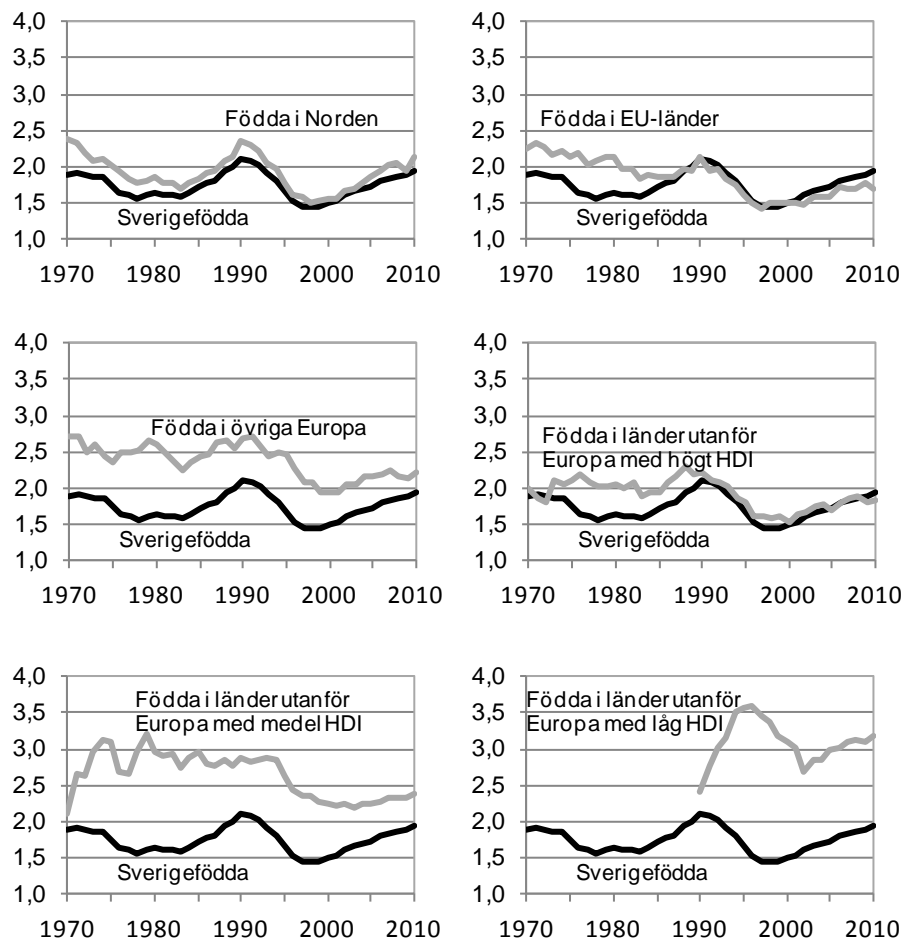 4,0
3,5
3,0
Födda i Norden
2,5
2,0
1,5
Sverigefödda
1,0
1970 1980 1990 2000 2010
4,0
3,5
3,0
Födda i EU-länder
2,5
2,0
1,5
Sverigefödda
1,0
1970 1980 1990 2000 2010
4,0
3,5
3,0
Födda i övriga Europa
2,5
2,0
1,5
Sverigefödda
1,0
1970 1980 1990 2000 2010
4,0
3,5
3,0
Födda i länder utanför
2,5
Europa med högt HDI
2,0
1,5
Sverigefödda
1,0
1970 1980 1990 2000 2010
4,0
Födda i länder utanför
3,5
Europa med medel HDI
3,0
2,5
2,0
1,5
Sverigefödda
1,0
1970 1980 1990 2000 2010
4,0
Födda i länder utanför
3,5
Europa med låg HDI
3,0
2,5
2,0
1,5
Sverigefödda
1,0
1970 1980 1990 2000 2010